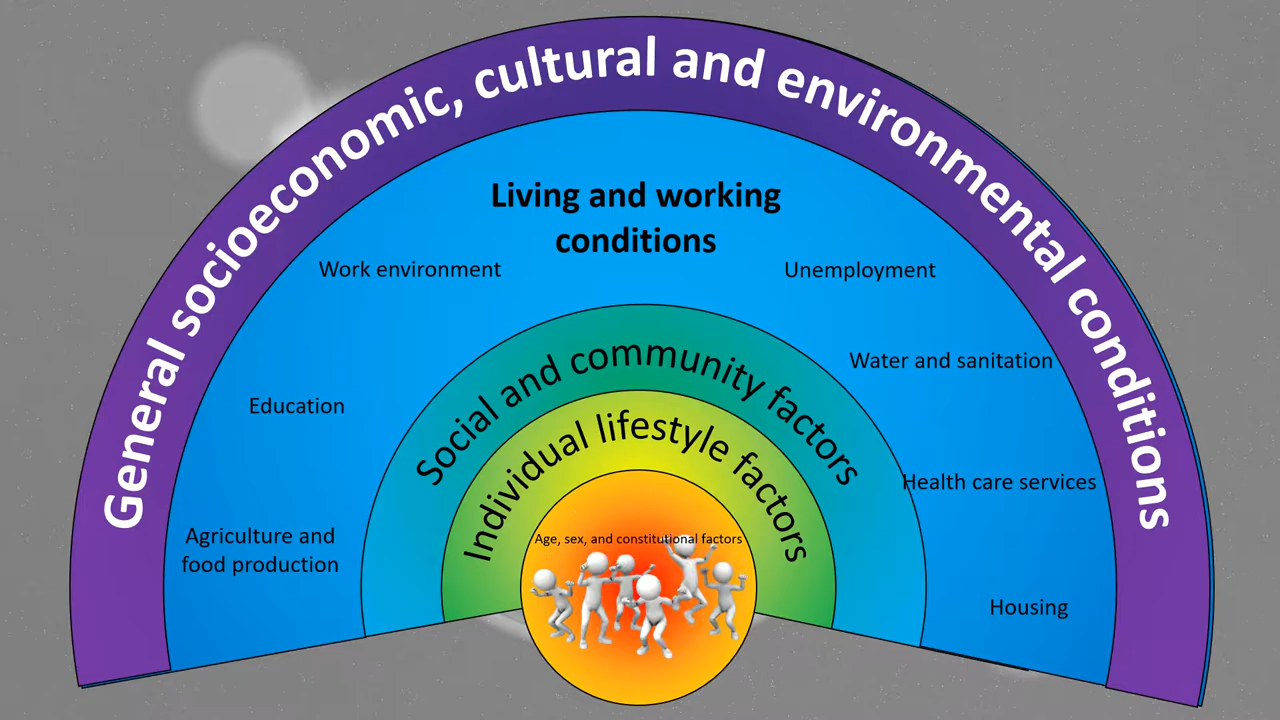 General socioeconomic, cultural and environmental conditions
Living and working
conditions
Work environment
Unemployment
Water and sanitation
Education
Health care services
Agriculture and
food production
Housing
Social and community factors
Individual lifestyle factors
Age, sex, and constitutional factors